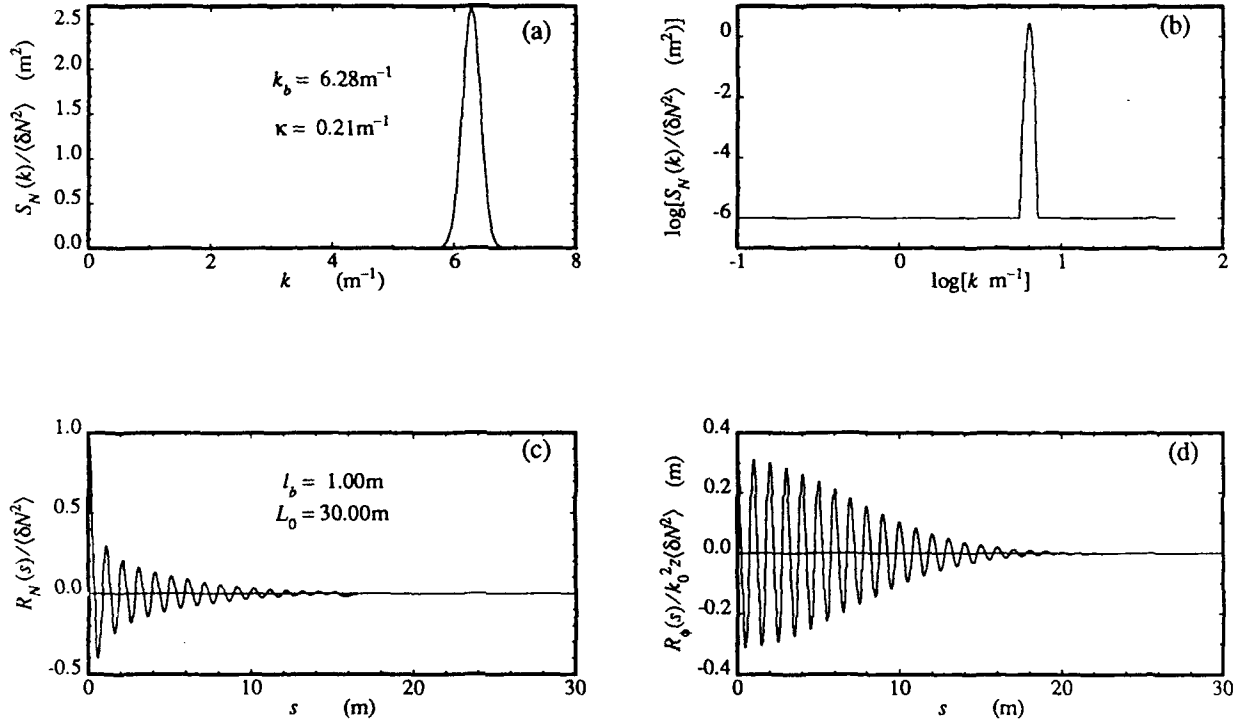 (a)
S_N(k)/⟨δN²⟩ (m²)
2.5
2.0
1.5
1.0
0.5
0.0
k_b = 6.28m⁻¹
κ = 0.21m⁻¹
0 2 4 6 8
k (m⁻¹)
(b)
log[S_N(k)/⟨δN²⟩ (m²)]
0
-2
-4
-6
-1 0 1 2
log[k m⁻¹]
(c)
R_N(s)/⟨δN²⟩
1.0
0.5
0.0
-0.5
l_b = 1.00m
L_0 = 30.00m
0 10 20 30
s (m)
(d)
R_ϕ(s)/k_0²z⟨δN²⟩ (m)
0.4
0.2
0.0
-0.2
-0.4
0 10 20 30
s (m)